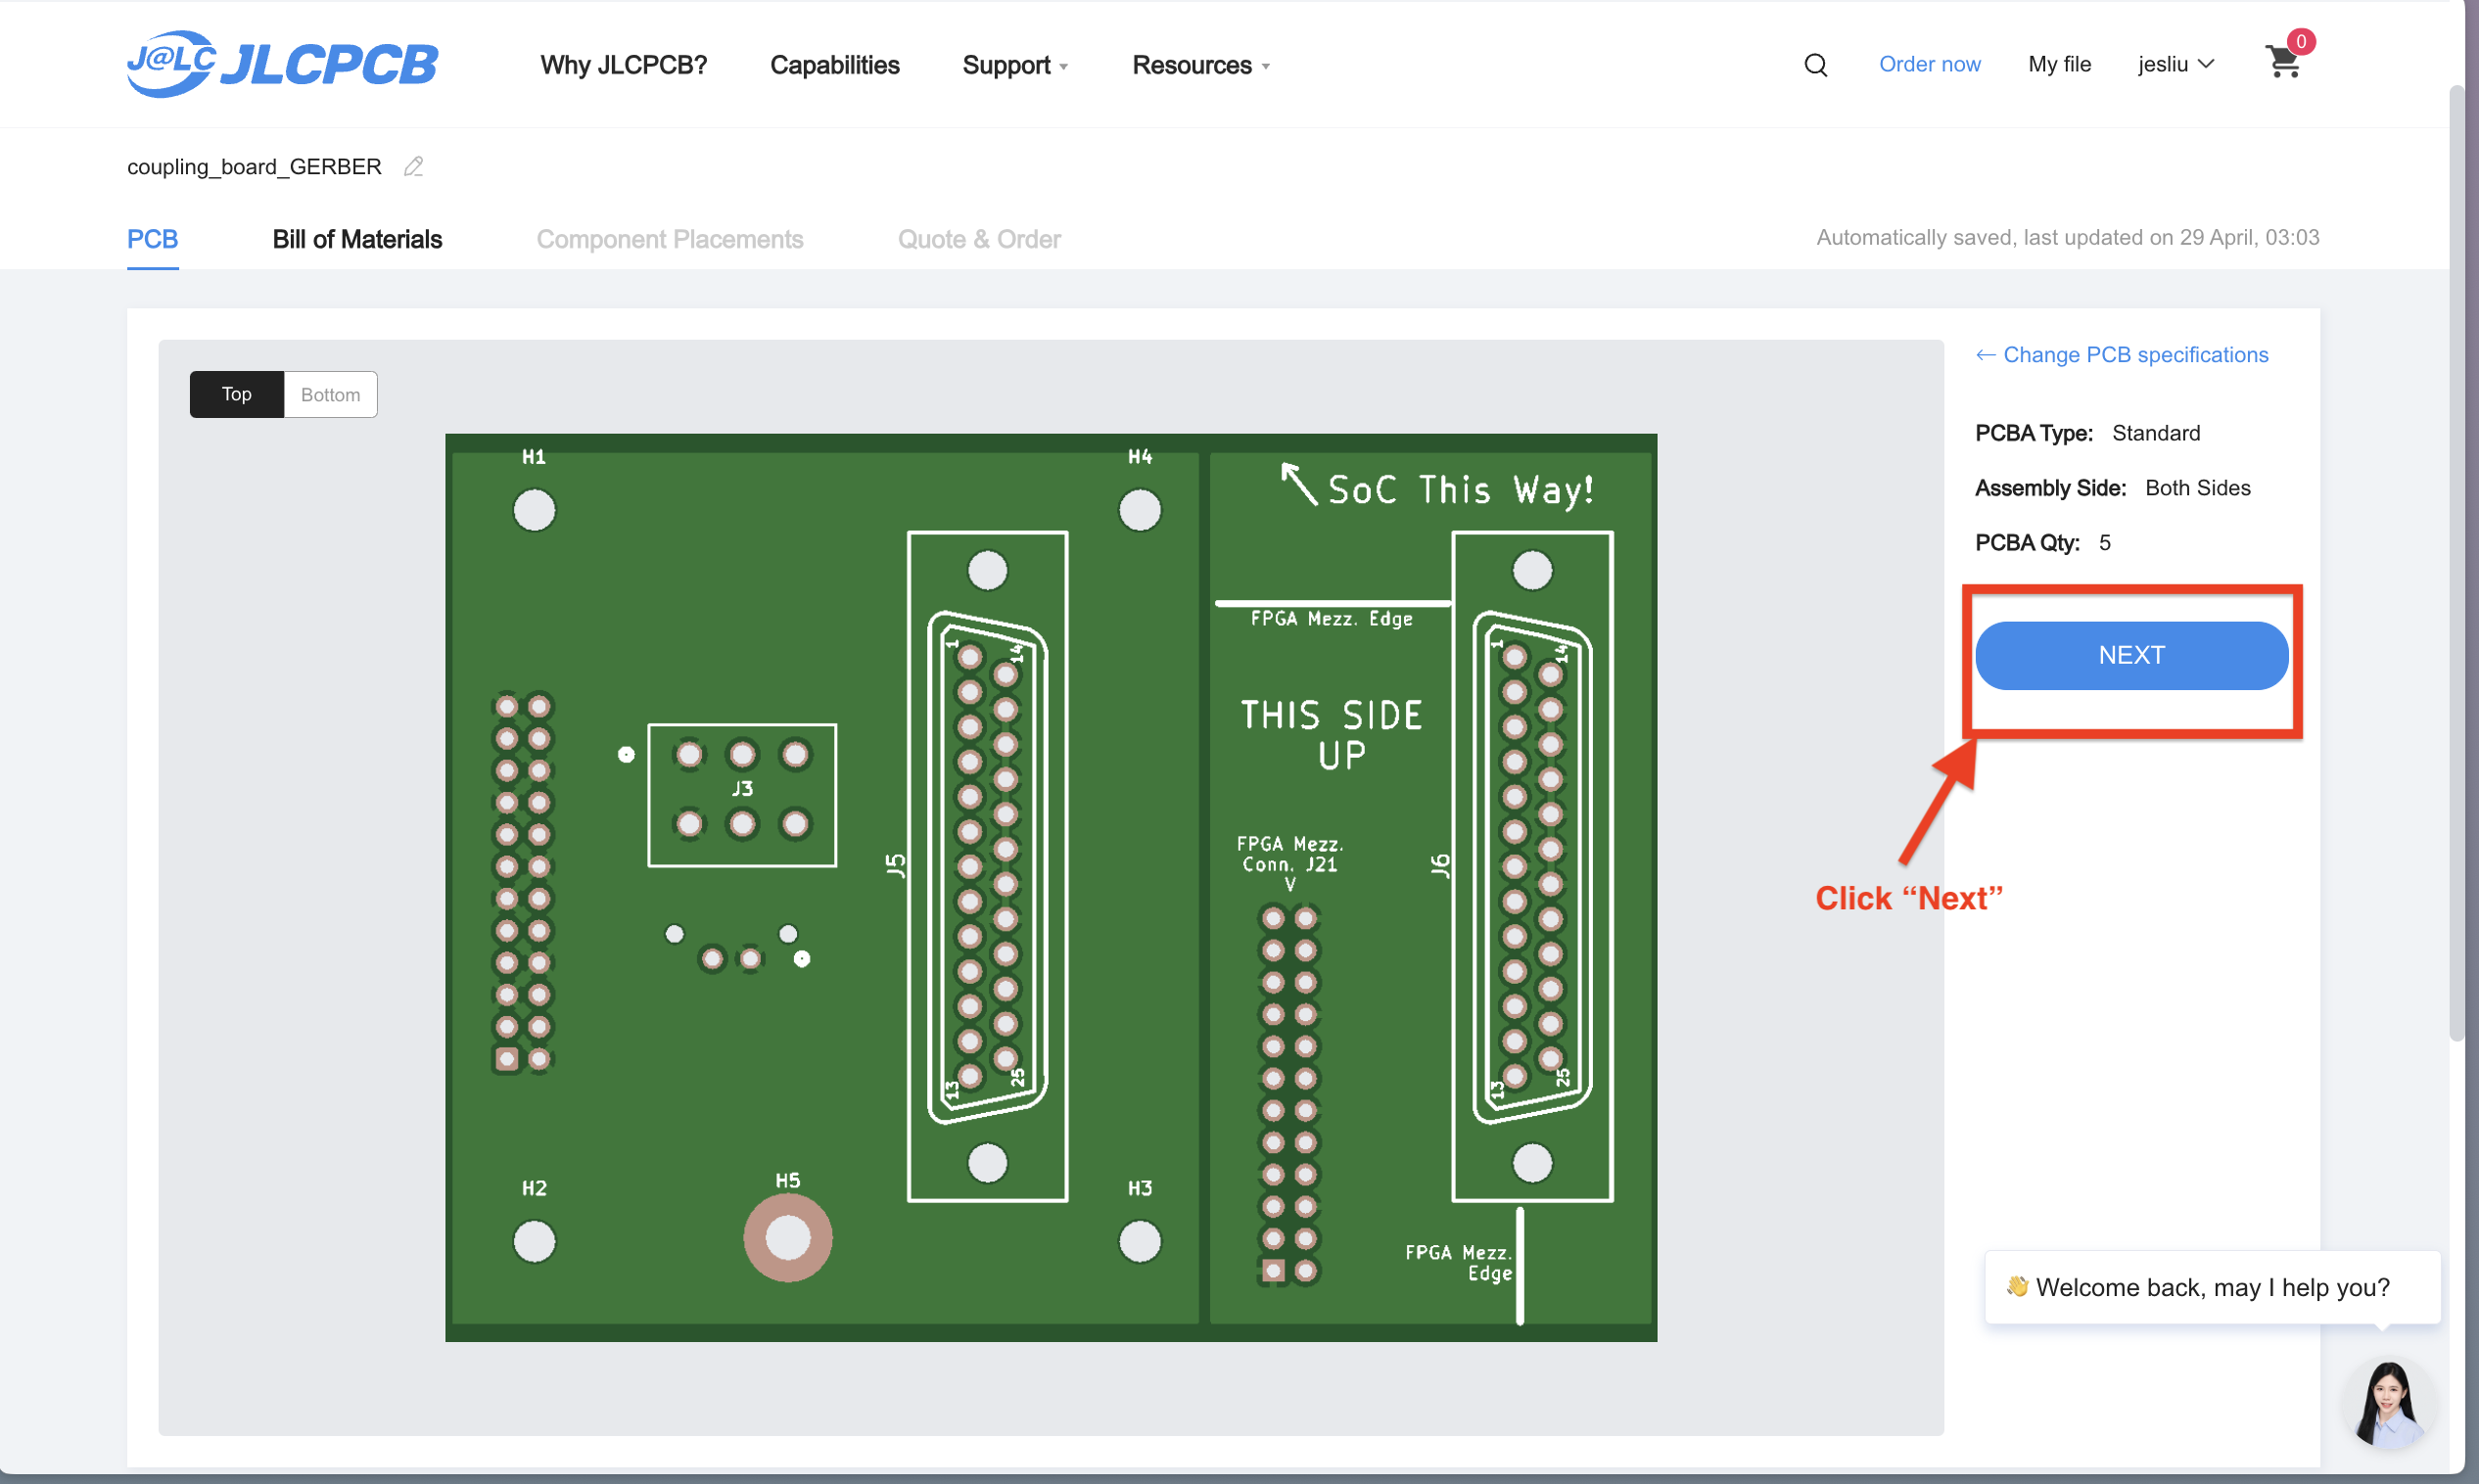 J@LC JLCPCB
Why JLCPCB?
Capabilities
Support
Resources
Order now
My file
jesliu
0
coupling_board_GERBER
PCB
Bill of Materials
Component Placements
Quote & Order
Automatically saved, last updated on 29 April, 03:03
Top
Bottom
← Change PCB specifications
PCBA Type: Standard
Assembly Side: Both Sides
PCBA Qty: 5
NEXT
Click “Next”
H1
H4
SoC This Way!
FPGA Mezz. Edge
1
14
1
14
THIS SIDE
UP
J3
J5
FPGA Mezz.
Conn. J21
V
J6
13
25
13
25
H2
H5
H3
FPGA Mezz.
Edge
👋 Welcome back, may I help you?